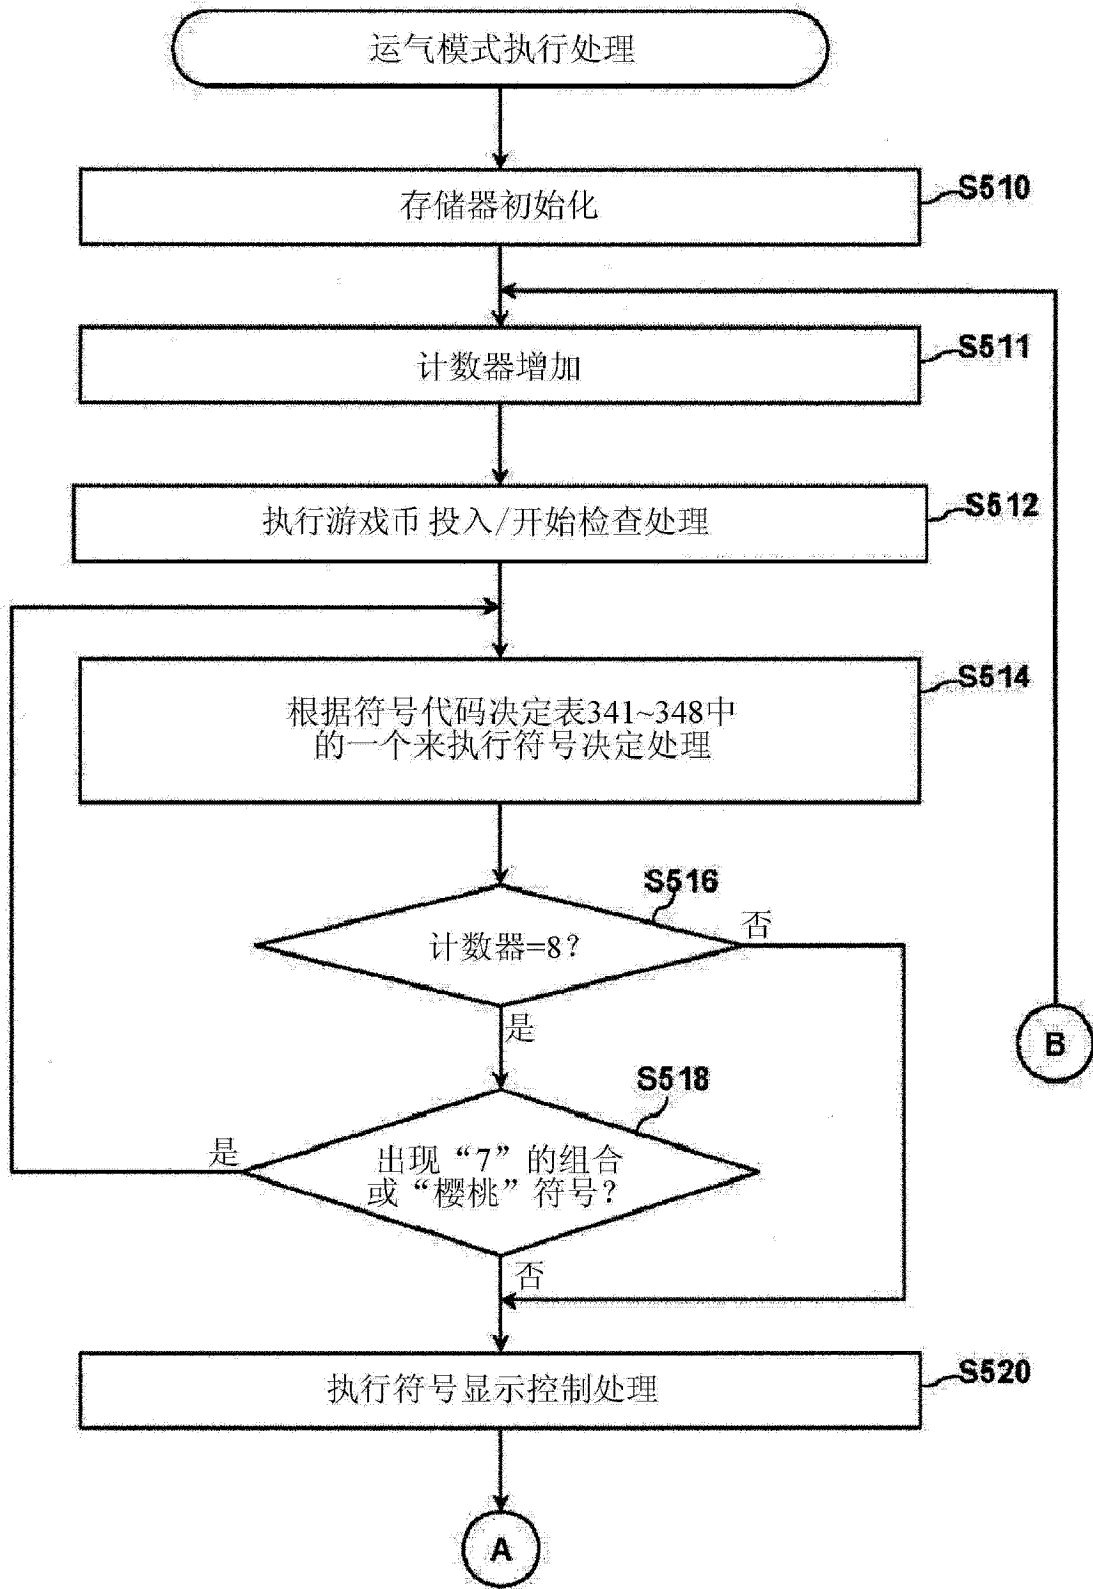 运气模式执行处理
S510
存储器初始化
S511
计数器增加
S512
执行游戏币 投入/开始检查处理
S514
根据符号代码决定表341~348中
的一个来执行符号决定处理
S516
否
计数器=8?
是
B
S518
是
出现“7”的组合
或“樱桃”符号?
否
S520
执行符号显示控制处理
A